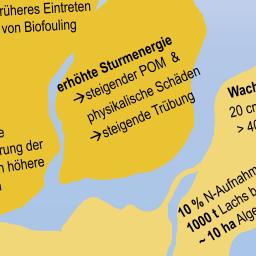 rüheres Eintreten
von Biofouling
erhöhte Sturmenergie
→steigender POM &
physikalische Schäden
→steigende Trübung
rung der
höhere
Wach
20 cm
> 40
10 % N-Aufnahm
1000 t Lachs b
~ 10 ha Alge